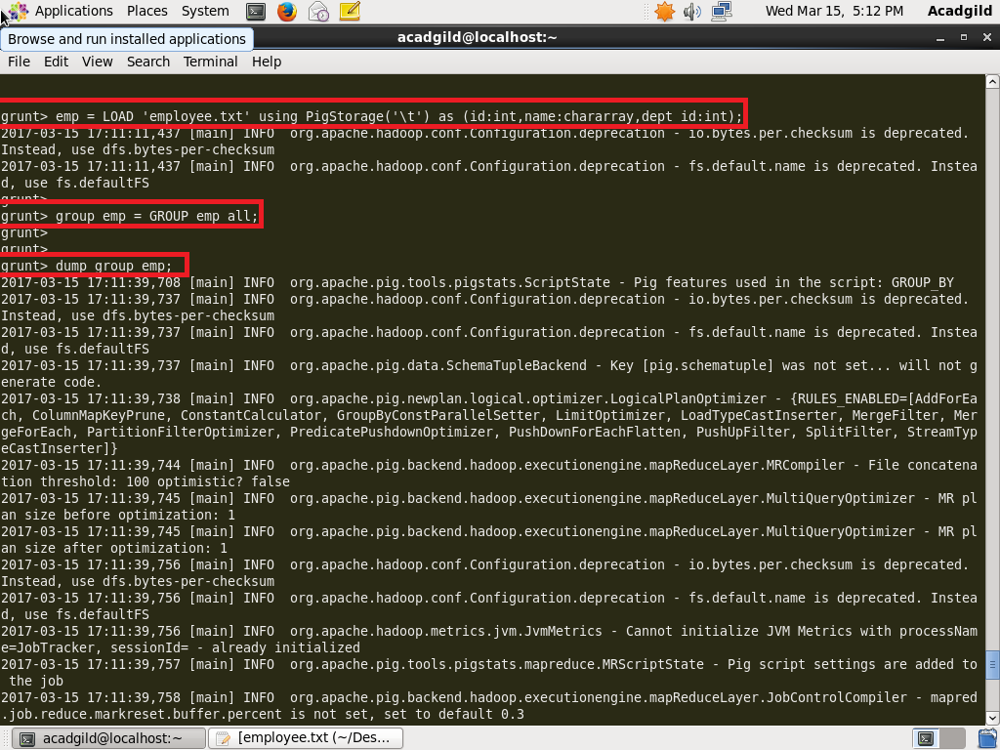 Applications Places System Wed Mar 15, 5:12 PM Acadgild
Browse and run installed applications
acadgild@localhost:~
File Edit View Search Terminal Help
grunt> emp = LOAD 'employee.txt' using PigStorage('\t') as (id:int,name:chararray,dept id:int);
2017-03-15 17:11:11,437 [main] INFO  org.apache.hadoop.conf.Configuration.deprecation - io.bytes.per.checksum is deprecated.
Instead, use dfs.bytes-per-checksum
2017-03-15 17:11:11,437 [main] INFO  org.apache.hadoop.conf.Configuration.deprecation - fs.default.name is deprecated. Instea
d, use fs.defaultFS
grunt>
grunt> group emp = GROUP emp all;
grunt>
grunt>
grunt> dump group emp;
2017-03-15 17:11:39,708 [main] INFO  org.apache.pig.tools.pigstats.ScriptState - Pig features used in the script: GROUP_BY
2017-03-15 17:11:39,737 [main] INFO  org.apache.hadoop.conf.Configuration.deprecation - io.bytes.per.checksum is deprecated.
Instead, use dfs.bytes-per-checksum
2017-03-15 17:11:39,737 [main] INFO  org.apache.hadoop.conf.Configuration.deprecation - fs.default.name is deprecated. Instea
d, use fs.defaultFS
2017-03-15 17:11:39,737 [main] INFO  org.apache.pig.data.SchemaTupleBackend - Key [pig.schematuple] was not set... will not g
enerate code.
2017-03-15 17:11:39,738 [main] INFO  org.apache.pig.newplan.logical.optimizer.LogicalPlanOptimizer - {RULES_ENABLED=[AddForEa
ch, ColumnMapKeyPrune, ConstantCalculator, GroupByConstParallelSetter, LimitOptimizer, LoadTypeCastInserter, MergeFilter, Mer
geForEach, PartitionFilterOptimizer, PredicatePushdownOptimizer, PushDownForEachFlatten, PushUpFilter, SplitFilter, StreamTyp
eCastInserter]}
2017-03-15 17:11:39,744 [main] INFO  org.apache.pig.backend.hadoop.executionengine.mapReduceLayer.MRCompiler - File concatena
tion threshold: 100 optimistic? false
2017-03-15 17:11:39,745 [main] INFO  org.apache.pig.backend.hadoop.executionengine.mapReduceLayer.MultiQueryOptimizer - MR pl
an size before optimization: 1
2017-03-15 17:11:39,745 [main] INFO  org.apache.pig.backend.hadoop.executionengine.mapReduceLayer.MultiQueryOptimizer - MR pl
an size after optimization: 1
2017-03-15 17:11:39,756 [main] INFO  org.apache.hadoop.conf.Configuration.deprecation - io.bytes.per.checksum is deprecated.
Instead, use dfs.bytes-per-checksum
2017-03-15 17:11:39,756 [main] INFO  org.apache.hadoop.conf.Configuration.deprecation - fs.default.name is deprecated. Instea
d, use fs.defaultFS
2017-03-15 17:11:39,756 [main] INFO  org.apache.hadoop.metrics.jvm.JvmMetrics - Cannot initialize JVM Metrics with processNam
e=JobTracker, sessionId= - already initialized
2017-03-15 17:11:39,757 [main] INFO  org.apache.pig.tools.pigstats.mapreduce.MRScriptState - Pig script settings are added to
 the job
2017-03-15 17:11:39,758 [main] INFO  org.apache.pig.backend.hadoop.executionengine.mapReduceLayer.JobControlCompiler - mapred
.job.reduce.markreset.buffer.percent is not set, set to default 0.3
acadgild@localhost:~ [employee.txt (~/Des...